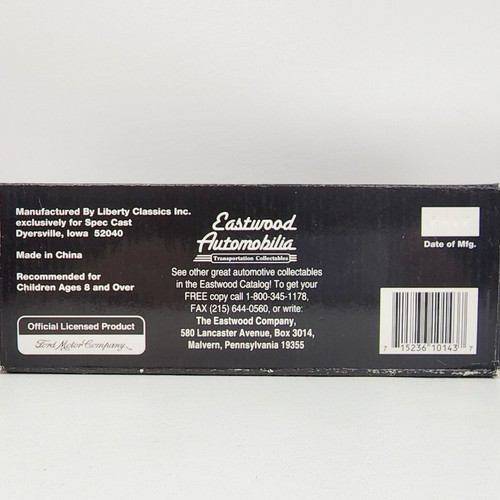 Manufactured By Liberty Classics Inc.
exclusively for Spec Cast
Dyersville, Iowa 52040
Made in China
Recommended for
Children Ages 8 and Over
Official Licensed Product
Ford Motor Company
Eastwood
Automobilia
Transportation Collectables
See other great automotive collectables
in the Eastwood Catalog! To get your
FREE copy call 1-800-345-1178,
FAX (215) 644-0560, or write:
The Eastwood Company,
580 Lancaster Avenue, Box 3014,
Malvern, Pennsylvania 19355
Date of Mfg.
7 15236 10143 7